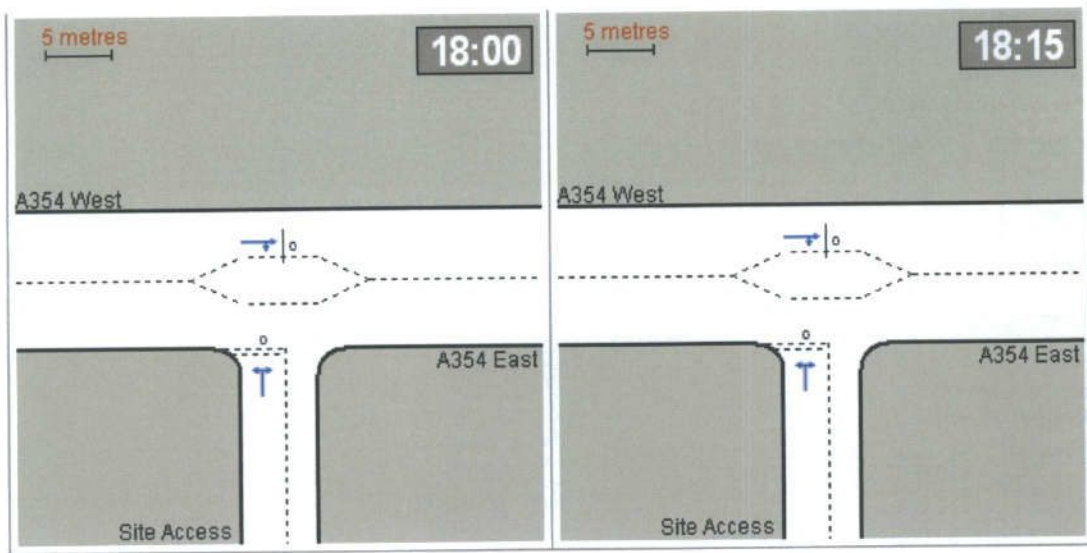 5 metres
18:00
A354 West
o
o
A354 East
Site Access
5 metres
18:15
A354 West
o
o
A354 East
Site Access